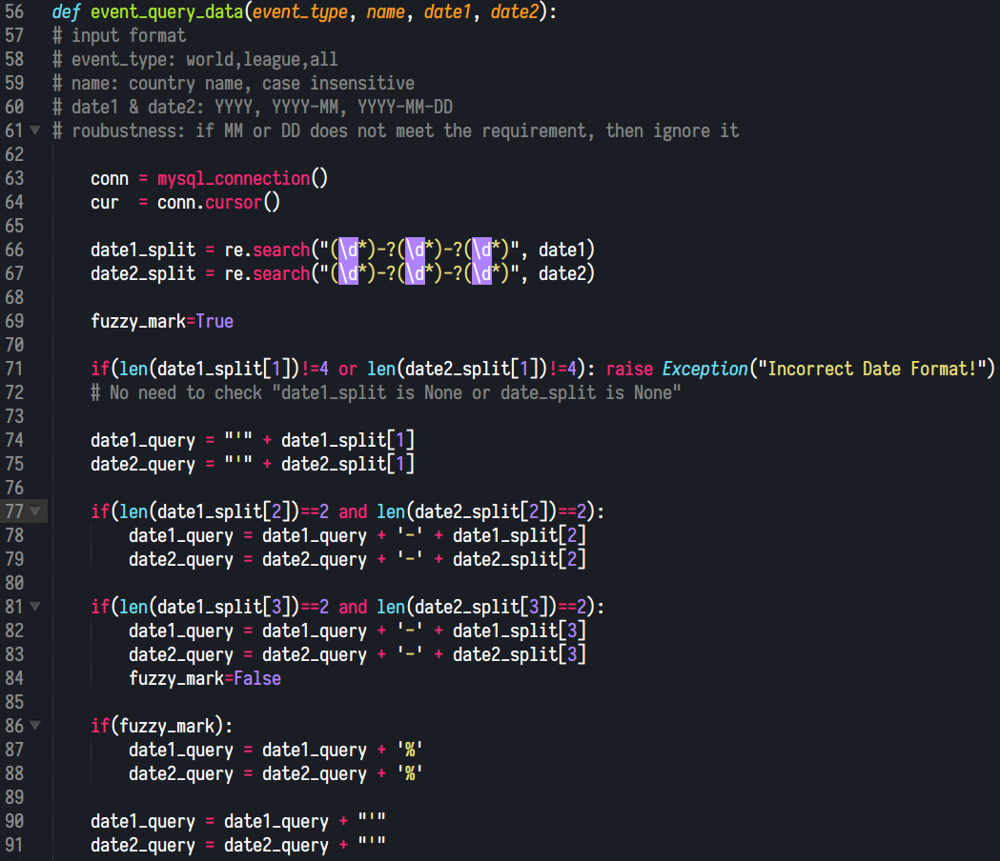 56 def event_query_data(event_type, name, date1, date2):
57 # input format
58 # event_type: world,league,all
59 # name: country name, case insensitive
60 # date1 & date2: YYYY, YYYY-MM, YYYY-MM-DD
61 # roubustness: if MM or DD does not meet the requirement, then ignore it
62
63     conn = mysql_connection()
64     cur  = conn.cursor()
65
66     date1_split = re.search("(\d*)-?(\d*)-?(\d*)", date1)
67     date2_split = re.search("(\d*)-?(\d*)-?(\d*)", date2)
68
69     fuzzy_mark=True
70
71     if(len(date1_split[1])!=4 or len(date2_split[1])!=4): raise Exception("Incorrect Date Format!")
72     # No need to check "date1_split is None or date_split is None"
73
74     date1_query = "'" + date1_split[1]
75     date2_query = "'" + date2_split[1]
76
77     if(len(date1_split[2])==2 and len(date2_split[2])==2):
78         date1_query = date1_query + '-' + date1_split[2]
79         date2_query = date2_query + '-' + date2_split[2]
80
81     if(len(date1_split[3])==2 and len(date2_split[3])==2):
82         date1_query = date1_query + '-' + date1_split[3]
83         date2_query = date2_query + '-' + date2_split[3]
84         fuzzy_mark=False
85
86     if(fuzzy_mark):
87         date1_query = date1_query + '%'
88         date2_query = date2_query + '%'
89
90     date1_query = date1_query + "'"
91     date2_query = date2_query + "'"